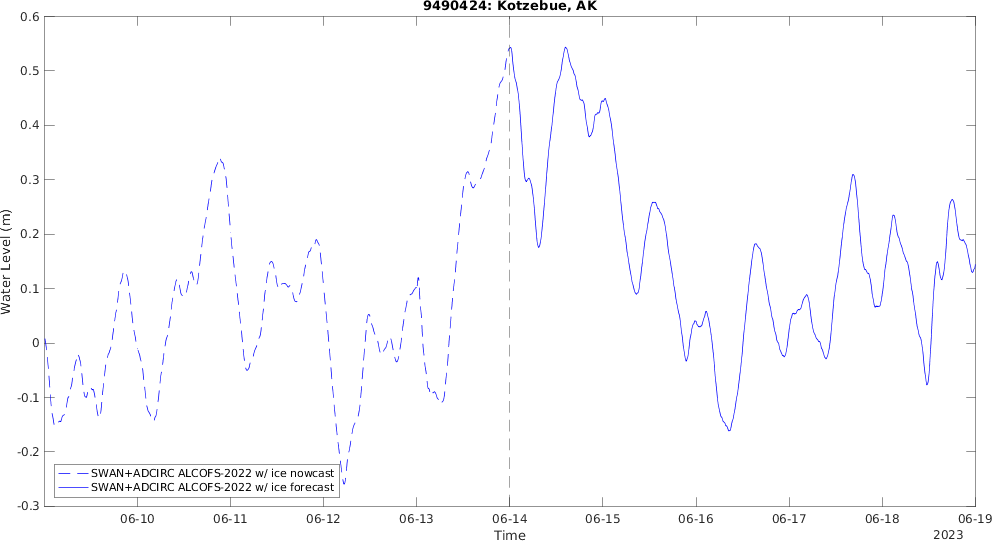 9490424: Kotzebue, AK
Water Level (m)
0.6
0.5
0.4
0.3
0.2
0.1
0
-0.1
-0.2
-0.3
SWAN+ADCIRC ALCOFS-2022 w/ ice nowcast
SWAN+ADCIRC ALCOFS-2022 w/ ice forecast
06-10 06-11 06-12 06-13 06-14 06-15 06-16 06-17 06-18 06-19
Time
2023